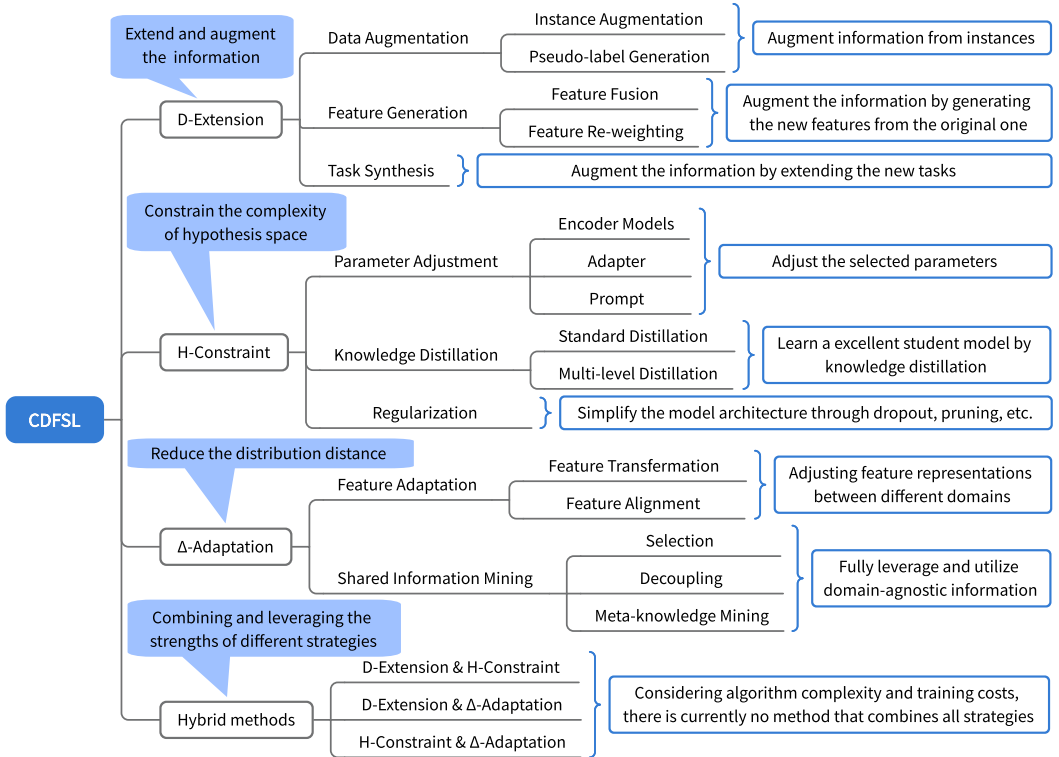 CDFSL
Extend and augment
the information
D-Extension
Data Augmentation
Instance Augmentation
Pseudo-label Generation
Augment information from instances
Feature Generation
Feature Fusion
Feature Re-weighting
Augment the information by generating
the new features from the original one
Task Synthesis
Augment the information by extending the new tasks
Constrain the complexity
of hypothesis space
H-Constraint
Parameter Adjustment
Encoder Models
Adapter
Prompt
Adjust the selected parameters
Knowledge Distillation
Standard Distillation
Multi-level Distillation
Learn a excellent student model by
knowledge distillation
Regularization
Simplify the model architecture through dropout, pruning, etc.
Reduce the distribution distance
Δ-Adaptation
Feature Adaptation
Feature Transfermation
Feature Alignment
Adjusting feature representations
between different domains
Shared Information Mining
Selection
Decoupling
Meta-knowledge Mining
Fully leverage and utilize
domain-agnostic information
Combining and leveraging the
strengths of different strategies
Hybrid methods
D-Extension & H-Constraint
D-Extension & Δ-Adaptation
H-Constraint & Δ-Adaptation
Considering algorithm complexity and training costs,
there is currently no method that combines all strategies